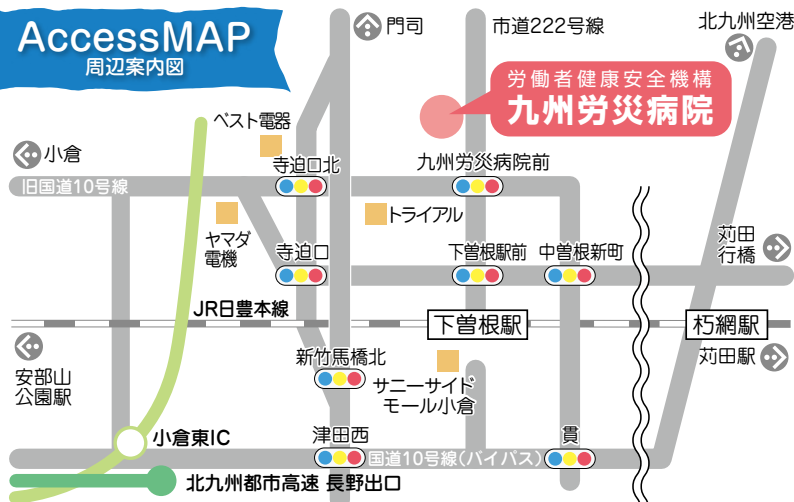 AccessMAP
周辺案内図
門司
市道222号線
北九州空港
労働者健康安全機構
九州労災病院
ベスト電器
小倉
寺迫口北
九州労災病院前
旧国道10号線
トライアル
ヤマダ
電機
寺迫口
下曽根駅前
中曽根新町
苅田
行橋
JR日豊本線
下曽根駅
朽網駅
安部山
公園駅
新竹馬橋北
サニーサイド
モール小倉
苅田駅
小倉東IC
津田西
国道10号線(バイパス)
貫
北九州都市高速 長野出口